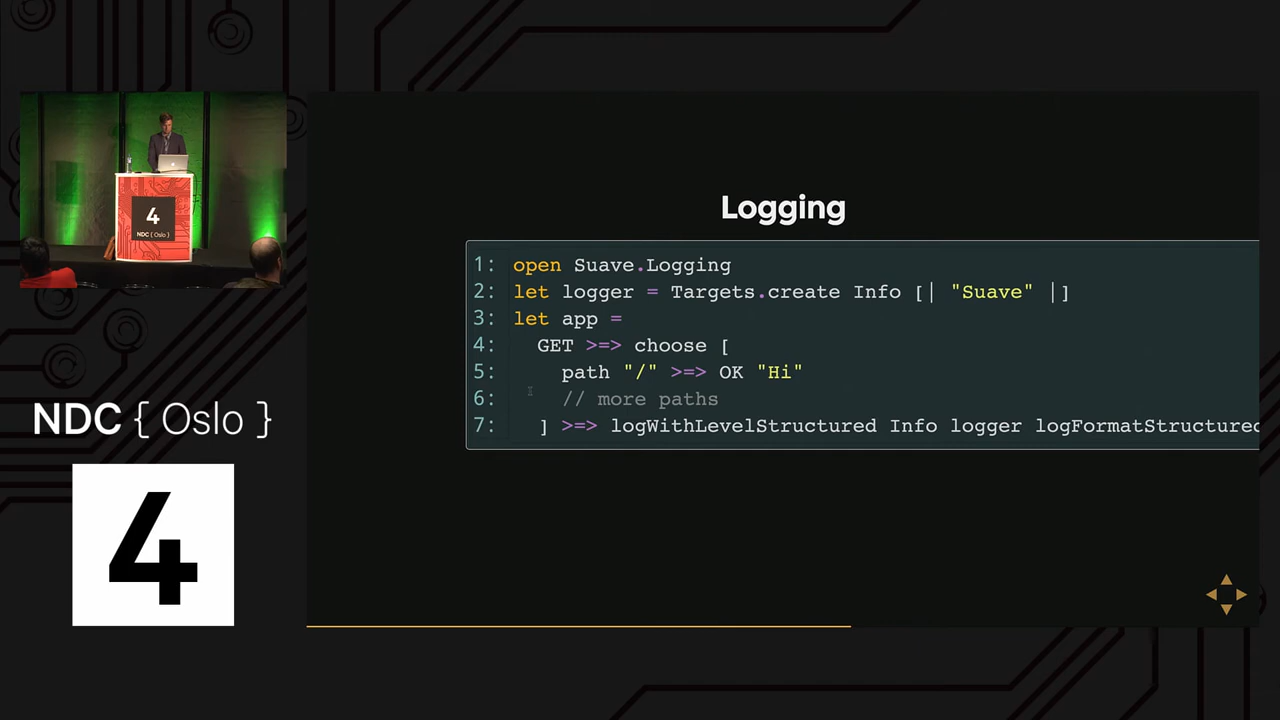 Logging
1: open Suave.Logging
2: let logger = Targets.create Info [| "Suave" |]
3: let app =
4: GET >=> choose [
5: path "/" >=> OK "Hi"
6: // more paths
7: ] >=> logWithLevelStructured Info logger logFormatStructured
4
NDC { Oslo }
NDC { Oslo }
4